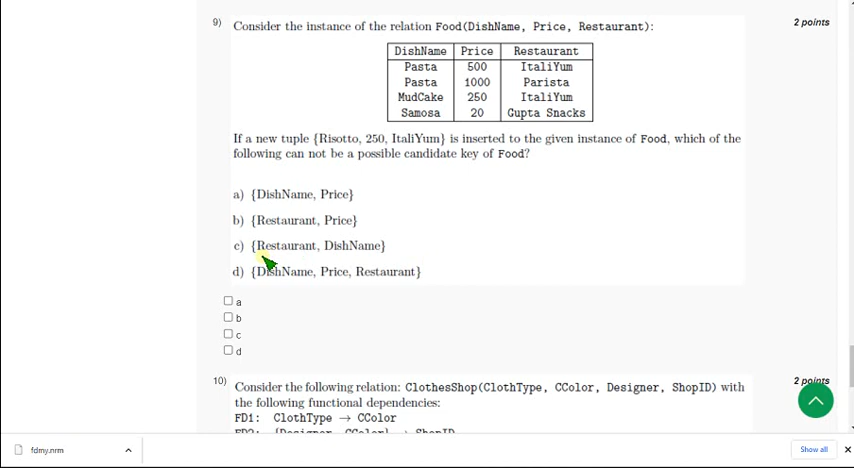 9) Consider the instance of the relation Food(DishName, Price, Restaurant): 2 points
DishName Price Restaurant
Pasta 500 ItaliYum
Pasta 1000 Parista
MudCake 250 ItaliYum
Samosa 20 Gupta Snacks
If a new tuple {Risotto, 250, ItaliYum} is inserted to the given instance of Food, which of the
following can not be a possible candidate key of Food?
a) {DishName, Price}
b) {Restaurant, Price}
c) {Restaurant, DishName}
d) {DishName, Price, Restaurant}
a
b
c
d
10) Consider the following relation: ClothesShop(ClothType, CColor, Designer, ShopID) with 2 points
the following functional dependencies:
FD1: ClothType → CColor
FD2: {Designer, CColor} → ShopID
fdmy.nrm
Show all